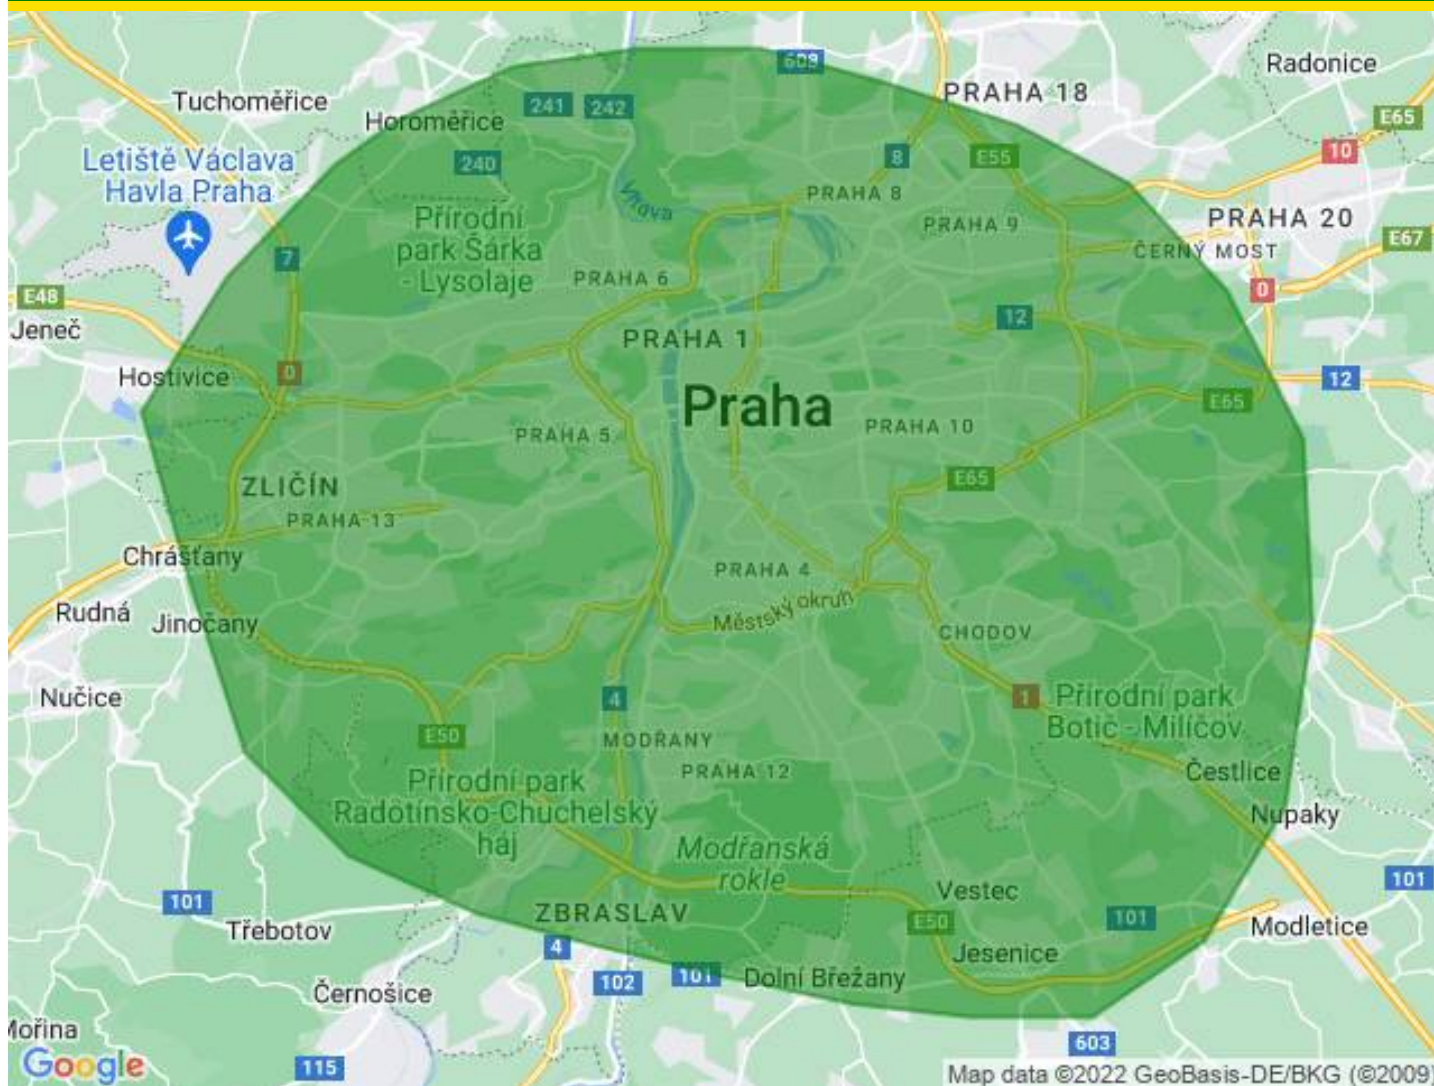 609
Radonice
PRAHA 18
Tuchoměřice
241
242
E65
Horoměřice
10
Letiště Václava
Havla Praha
240
8
E55
PRAHA 8
Vltava
Přírodní
park Šárka
- Lysolaje
PRAHA 9
PRAHA 20
E67
ČERNÝ MOST
7
PRAHA 6
E48
0
Jeneč
12
PRAHA 1
Hostivice
0
12
Praha
E65
PRAHA 5
PRAHA 10
E65
ZLIČÍN
PRAHA 13
Chrášťany
PRAHA 4
Rudná
Jinočany
Městský okruh
CHODOV
Nučice
4
1
Přírodní park
Botič - Milíčov
E50
MODŘANY
PRAHA 12
Čestlice
Přírodní park
Radotínsko-Chuchelský
háj
Nupaky
Modřanská
rokle
101
Vestec
101
ZBRASLAV
E50
101
Třebotov
Modletice
4
Jesenice
102
101
Dolní Břežany
Černošice
Mořina
603
Google
115
Map data ©2022 GeoBasis-DE/BKG (©2009)